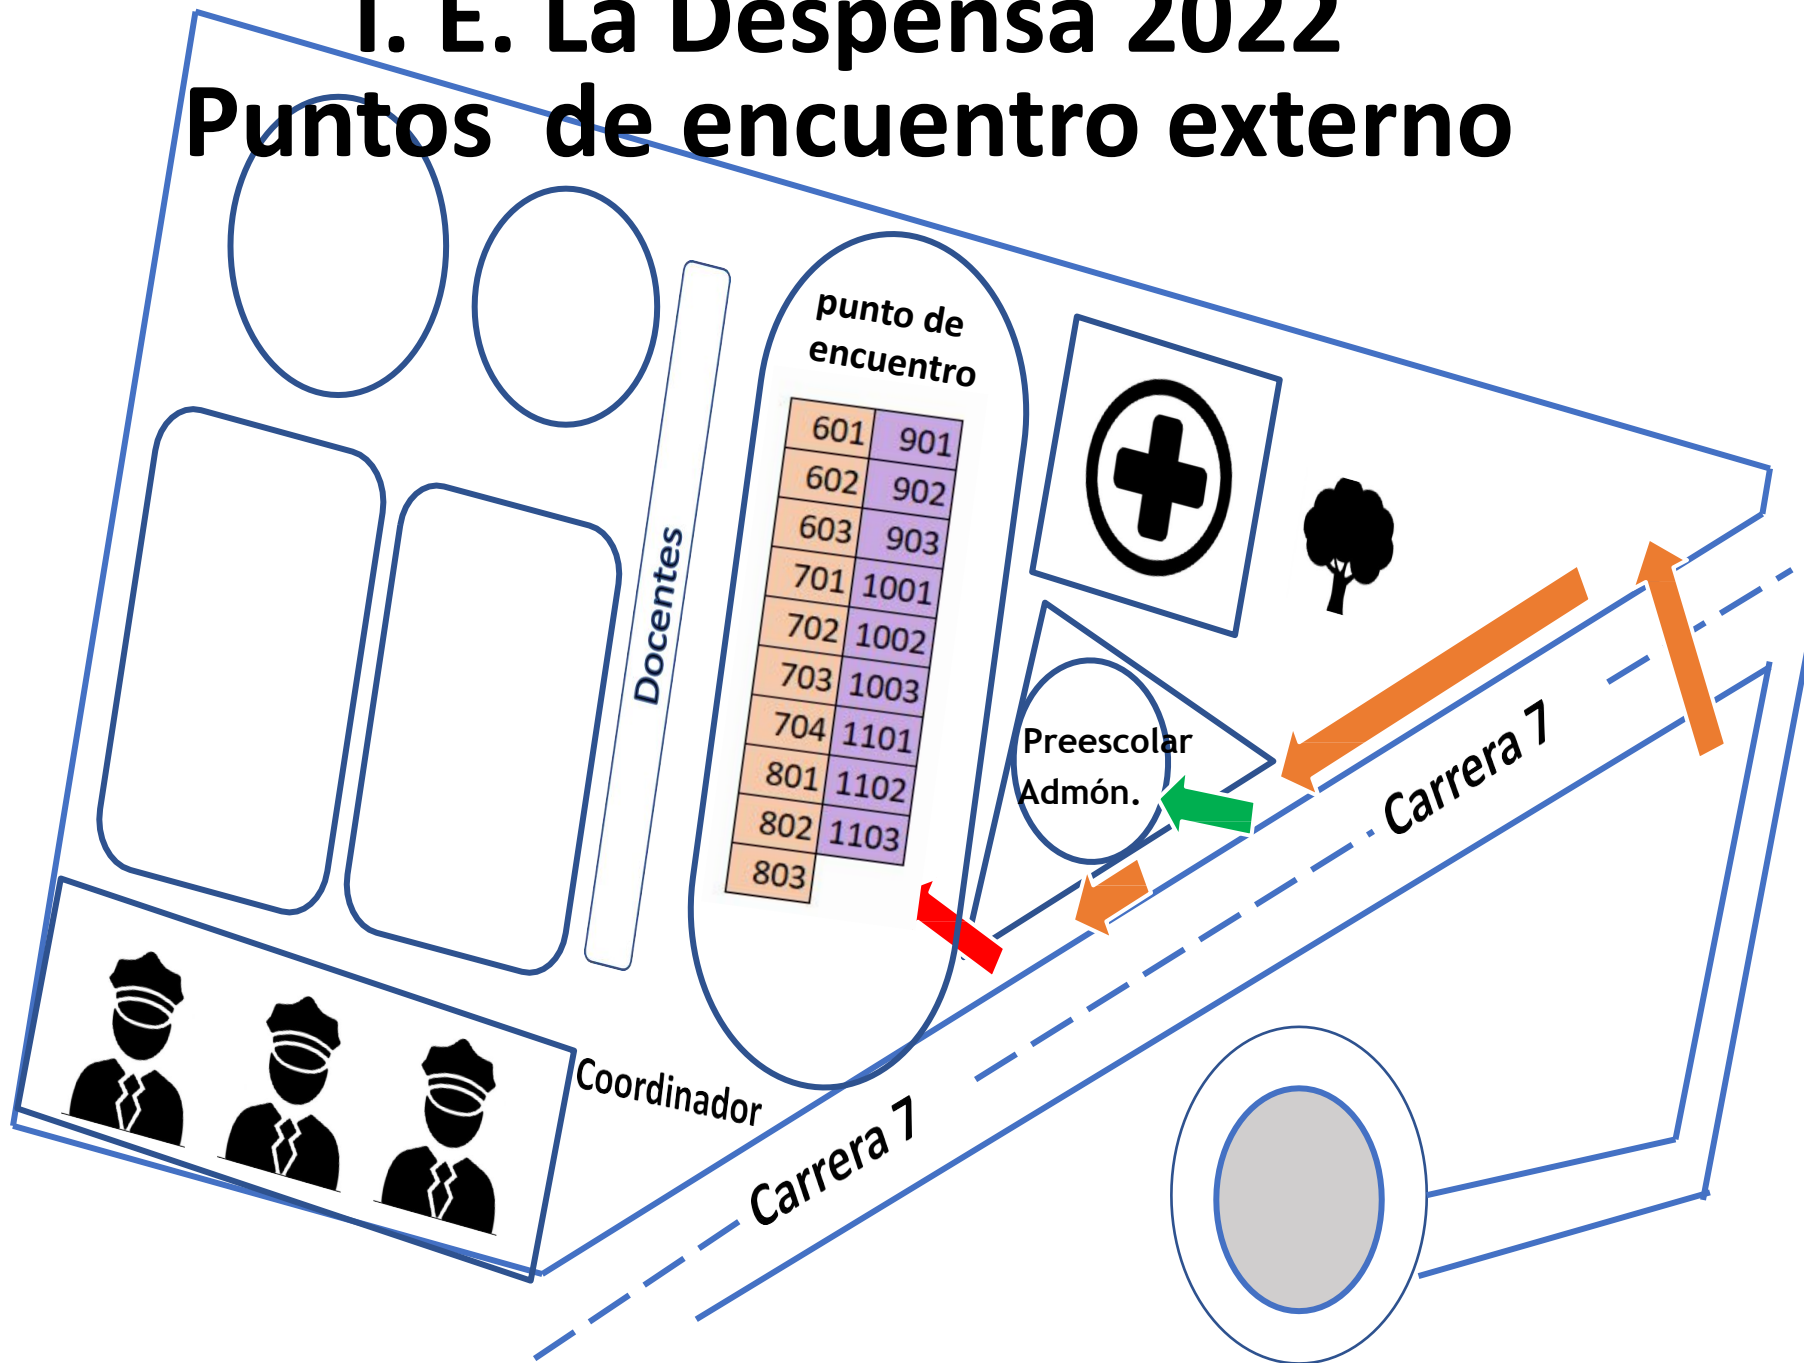 I. E. La Despensa 2022
Puntos de encuentro externo
punto de
encuentro
601 901
602 902
603 903
701 1001
702 1002
703 1003
704 1101
801 1102
802 1103
803
Docentes
Preescolar
Admón.
Carrera 7
Coordinador
Carrera 7